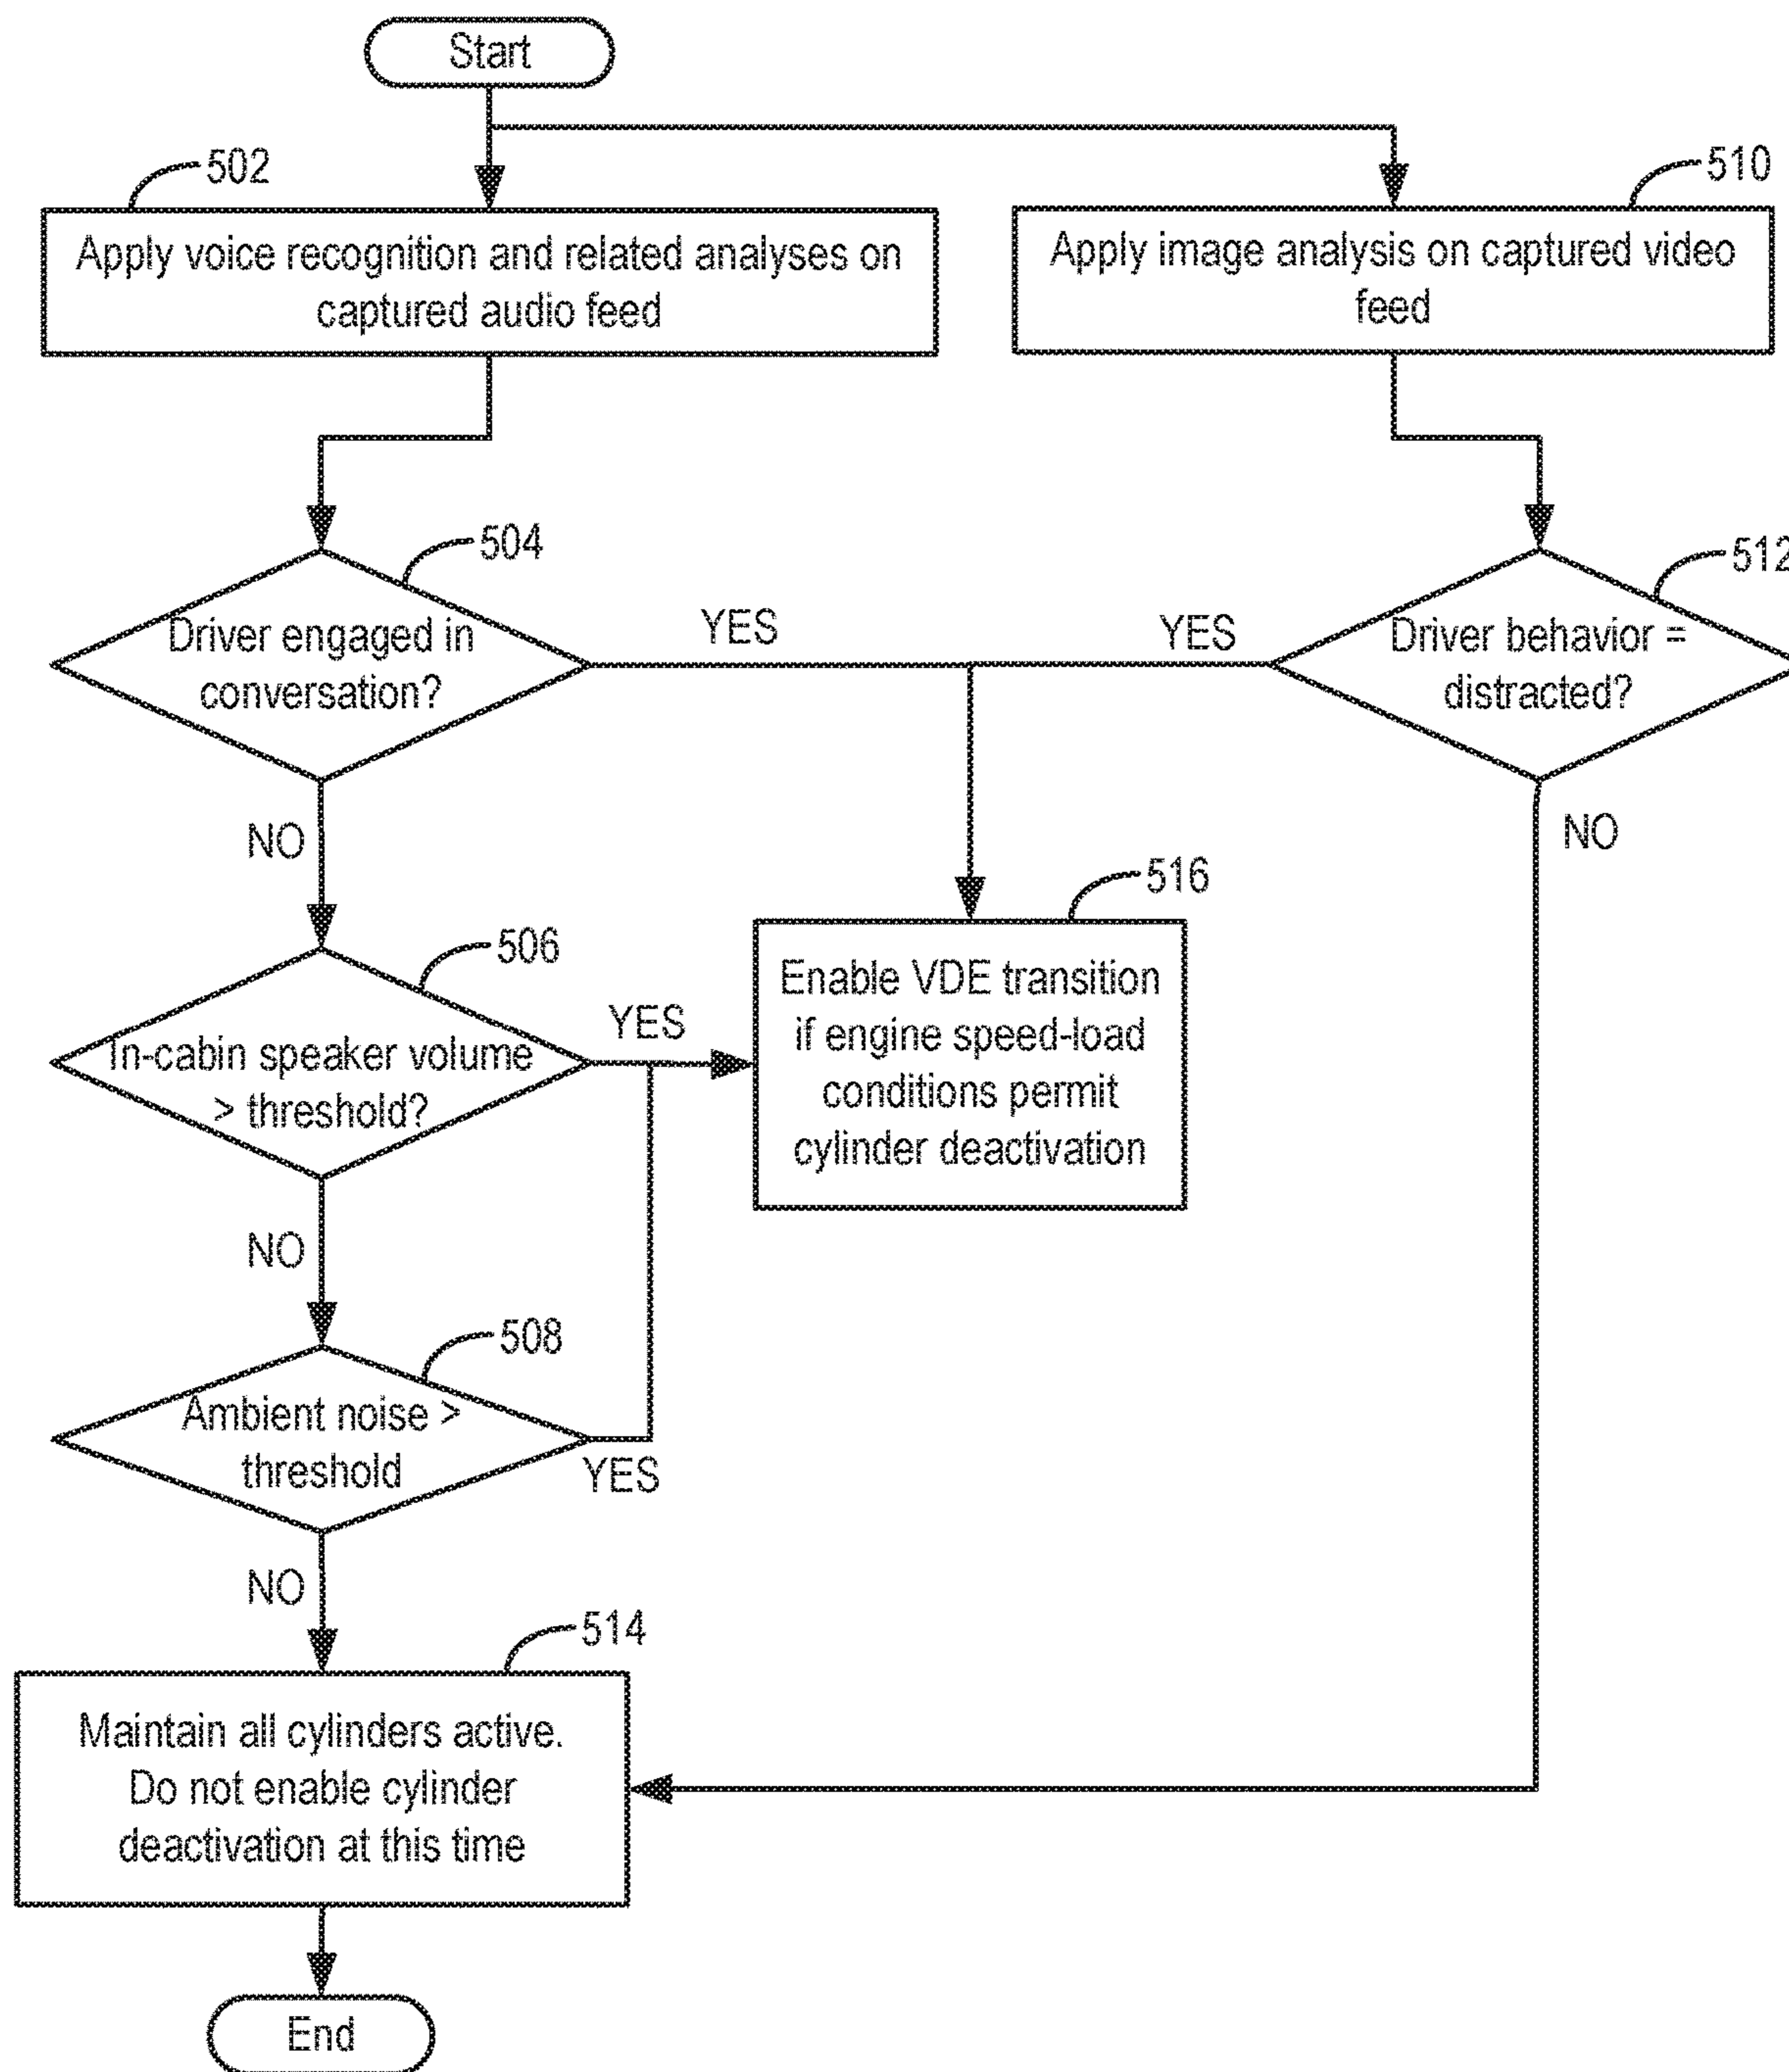 Start
502
Apply voice recognition and related analyses on
captured audio feed
510
Apply image analysis on captured video
feed
504
Driver engaged in
conversation?
YES
YES
512
Driver behavior =
distracted?
NO
NO
516
Enable VDE transition
if engine speed-load
conditions permit
cylinder deactivation
506
In-cabin speaker volume
> threshold?
YES
NO
508
Ambient noise >
threshold
YES
NO
514
Maintain all cylinders active.
Do not enable cylinder
deactivation at this time
End